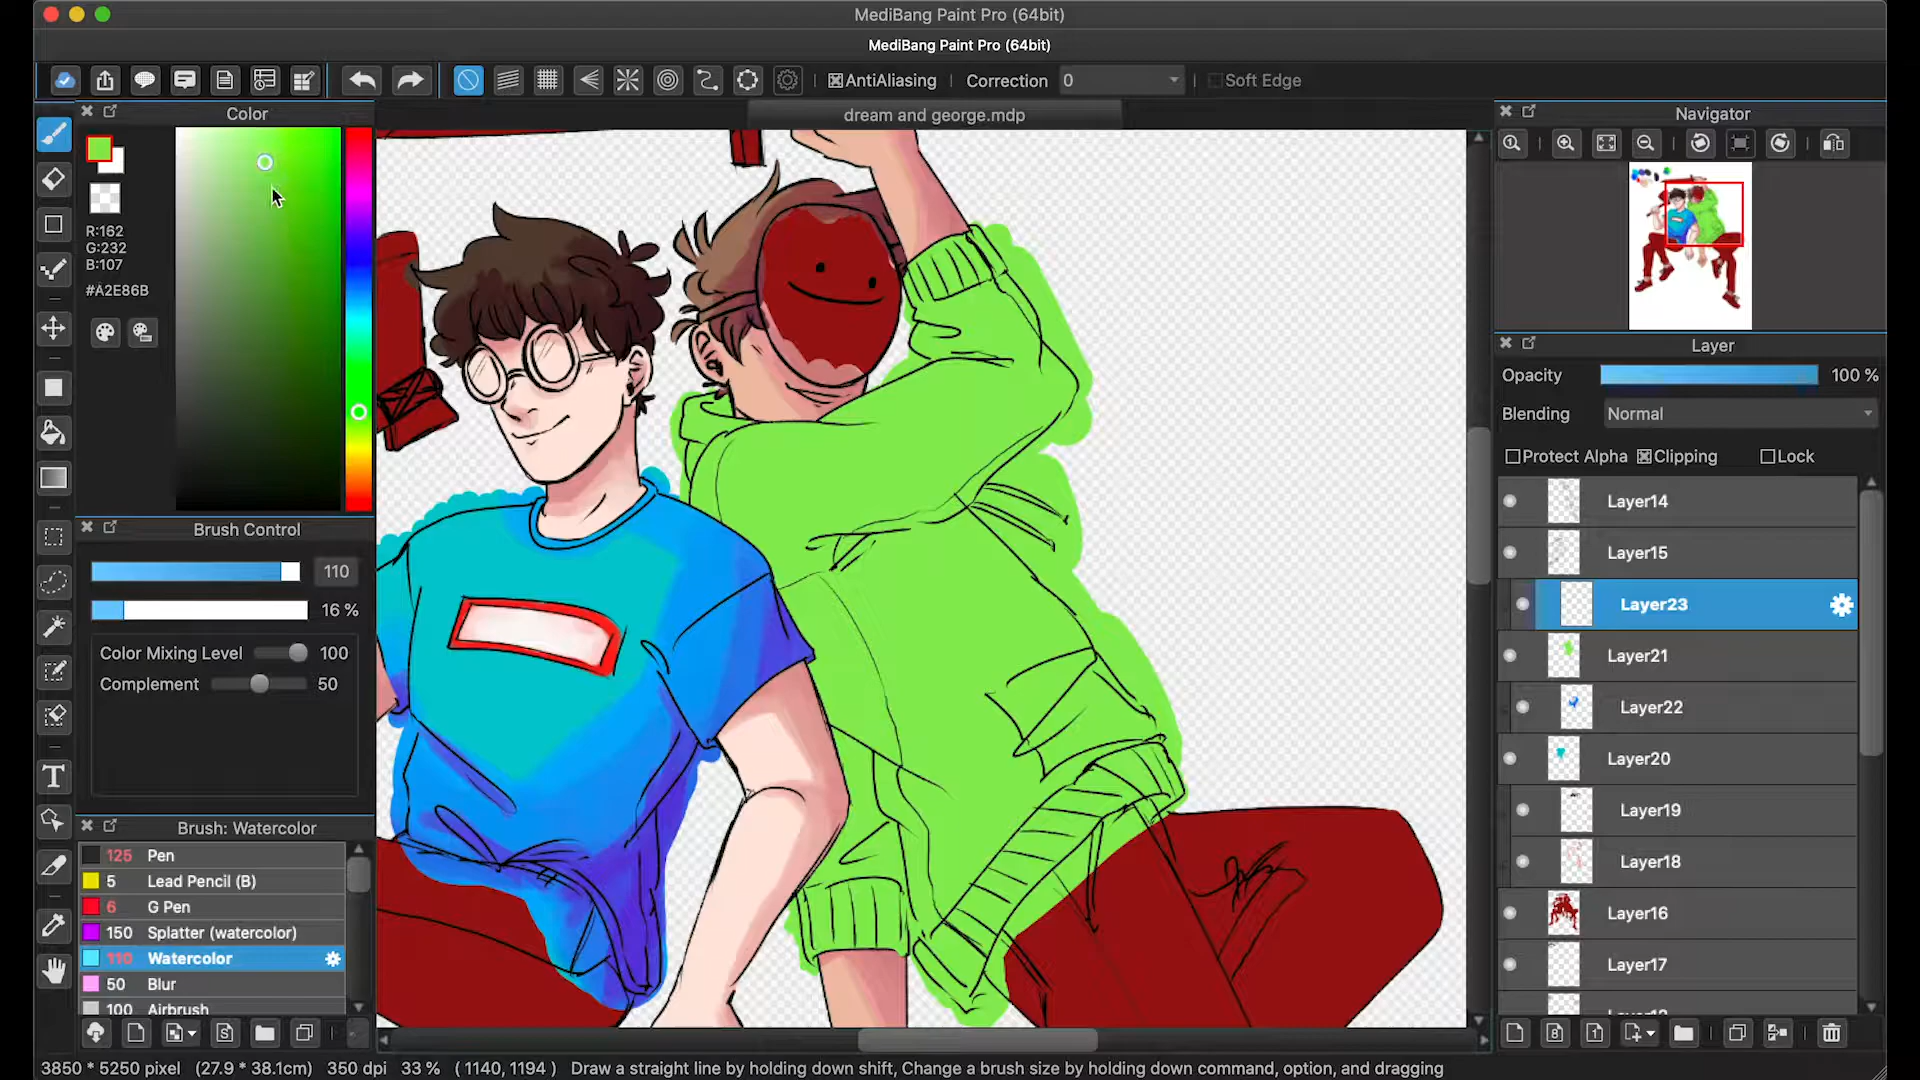 MediBang Paint Pro (64bit)
MediBang Paint Pro (64bit)
AntiAliasing
Correction 0
Soft Edge
Color
dream and george.mdp
Navigator
R:162
G:232
B:107
#A2E86B
Layer
Opacity 100 %
Blending Normal
Protect Alpha Clipping Lock
Layer14
Layer15
Layer23
Layer21
Layer22
Layer20
Layer19
Layer18
Layer16
Layer17
Brush Control
110
16 %
Color Mixing Level 100
Complement 50
Brush: Watercolor
125 Pen
5 Lead Pencil (B)
6 G Pen
150 Splatter (watercolor)
110 Watercolor
50 Blur
100 Airbrush
3850 * 5250 pixel (27.9 * 38.1cm) 350 dpi 33 % ( 1140, 1194 ) Draw a straight line by holding down shift, Change a brush size by holding down command, option, and dragging